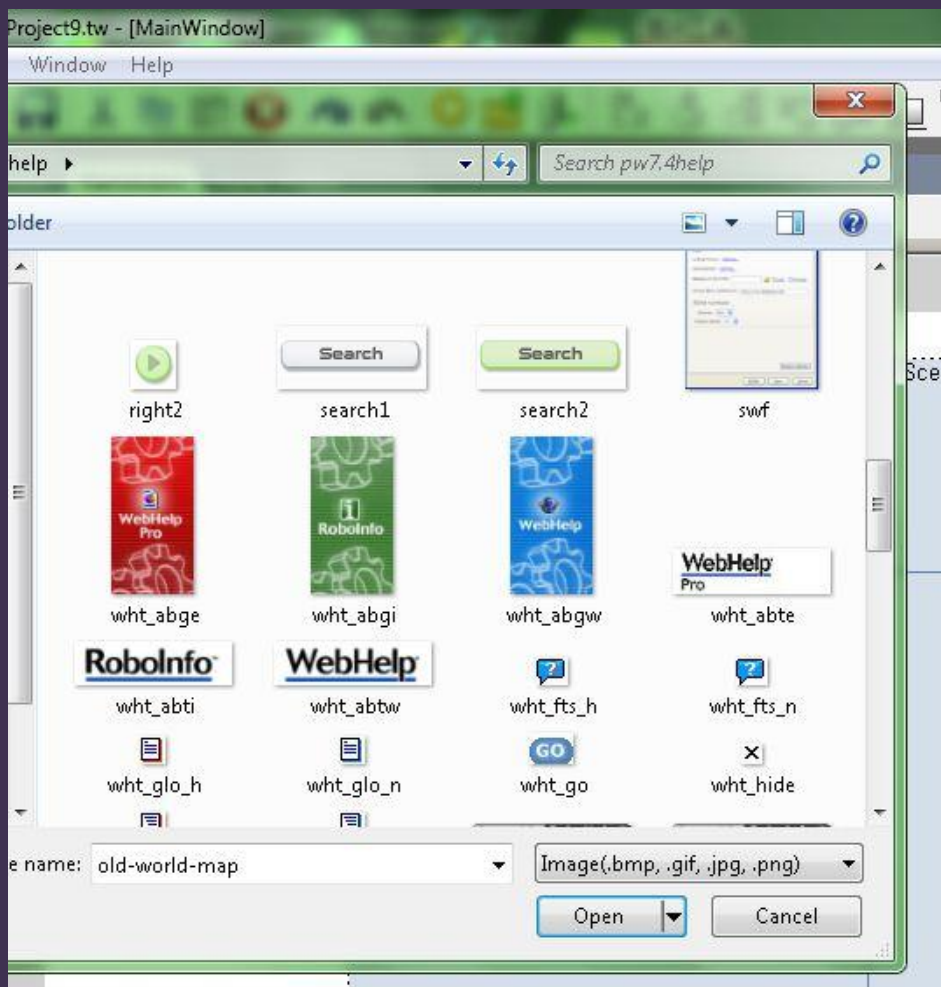 Project9.tw - [MainWindow]
Window Help
help
Search pw7.4help
older
Search
Search
right2
search1
search2
swf
WebHelp
Pro
RoboInfo
WebHelp
WebHelp
Pro
wht_abge
wht_abgi
wht_abgw
wht_abte
RoboInfo
WebHelp
wht_abti
wht_abtw
wht_fts_h
wht_fts_n
GO
wht_glo_h
wht_glo_n
wht_go
wht_hide
e name: old-world-map
Image(.bmp, .gif, .jpg, .png)
Open
Cancel
Sce